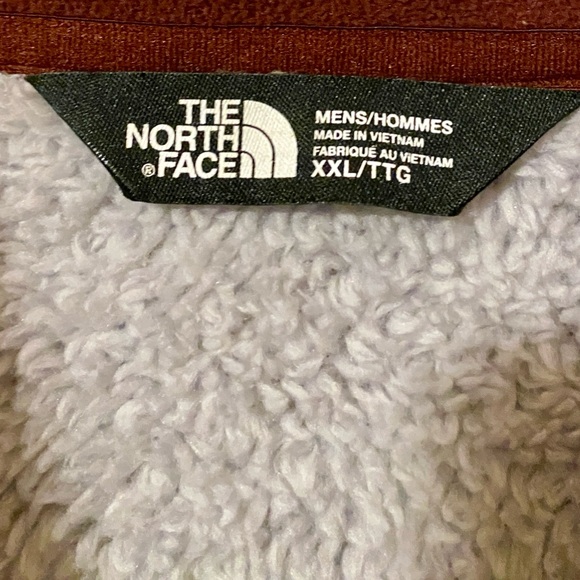 THE
NORTH
®FACE
MENS/HOMMES
MADE IN VIETNAM
FABRIQUÉ AU VIETNAM
XXL/TTG